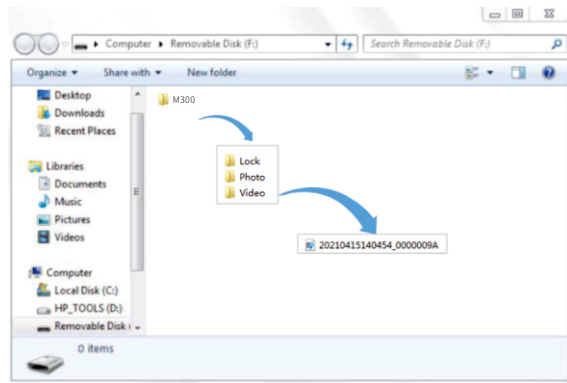 Computer ▸ Removable Disk (F:)
Search Removable Disk (F:)
Organize ▾ Share with ▾ New folder
Desktop
Downloads
Recent Places
Libraries
Documents
Music
Pictures
Videos
Computer
Local Disk (C:)
HP_TOOLS (D:)
Removable Disk (
M300
Lock
Photo
Video
20210415140454_0000009A
0 items